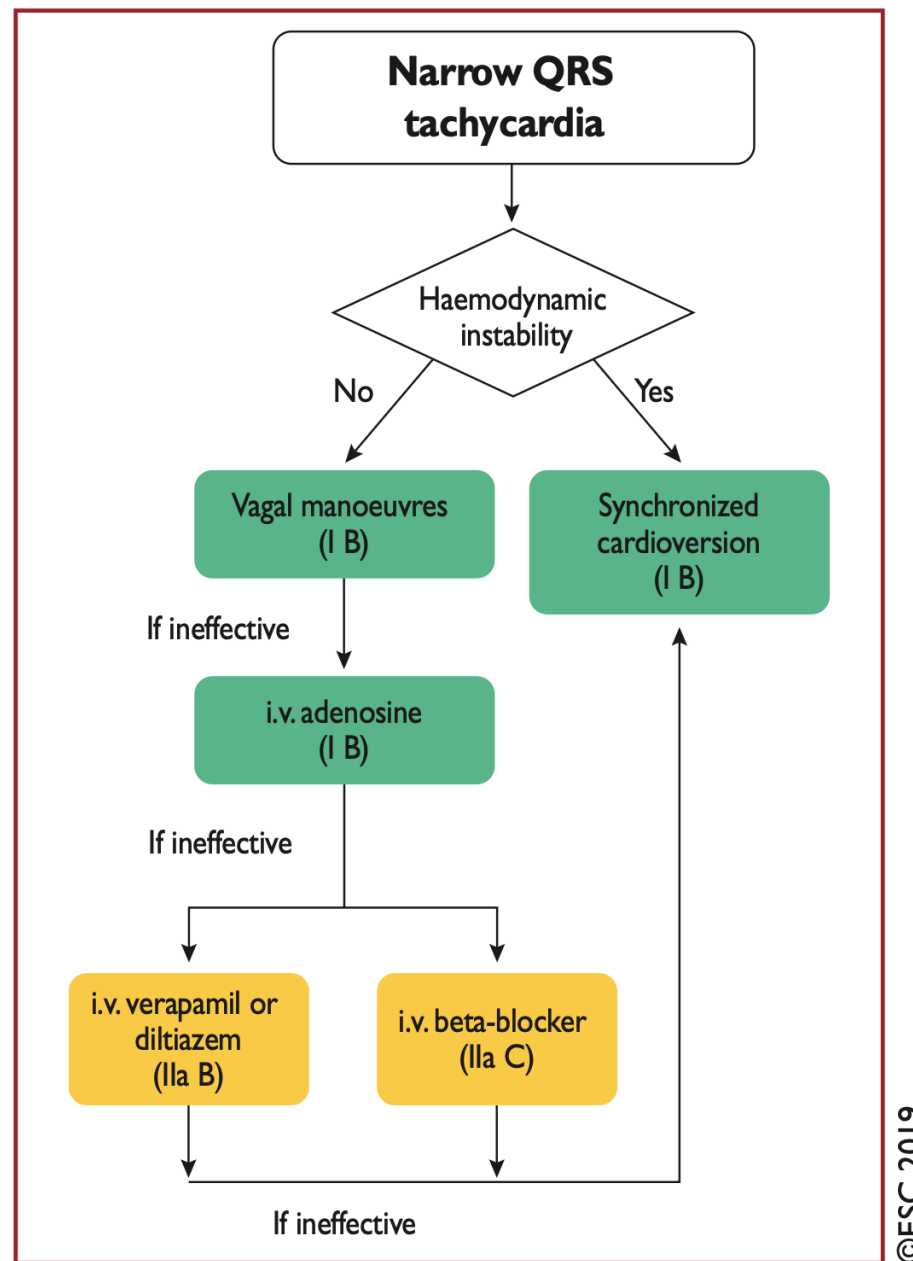 Narrow QRS
tachycardia
Haemodynamic
instability
No
Yes
Vagal manoeuvres
(I B)
Synchronized
cardioversion
(I B)
If ineffective
i.v. adenosine
(I B)
If ineffective
i.v. verapamil or
diltiazem
(IIa B)
i.v. beta-blocker
(IIa C)
If ineffective
©ESC 2019